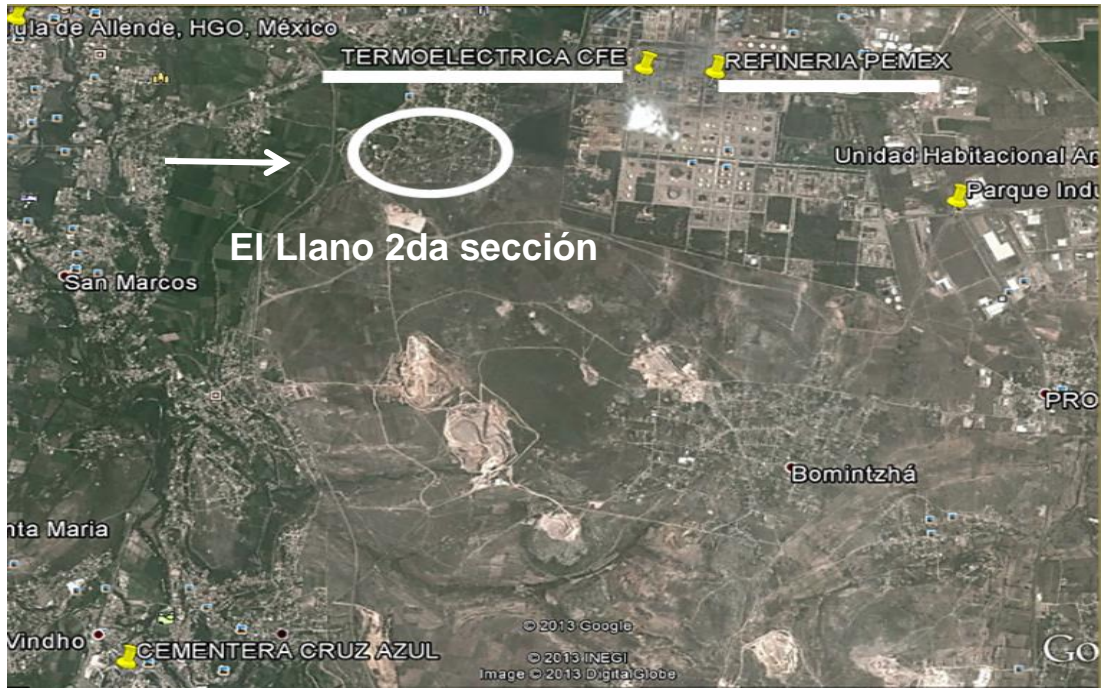 ula de Allende, HGO, México
TERMOELECTRICA CFE
REFINERIA PEMEX
Unidad Habitacional Ar
Parque Indu
El Llano 2da sección
San Marcos
PRO
Bomintzhá
nta Maria
Vindho
CEMENTERA CRUZ AZUL
© 2013 Google
© 2013 INEGI
Image © 2013 DigitalGlobe
Go